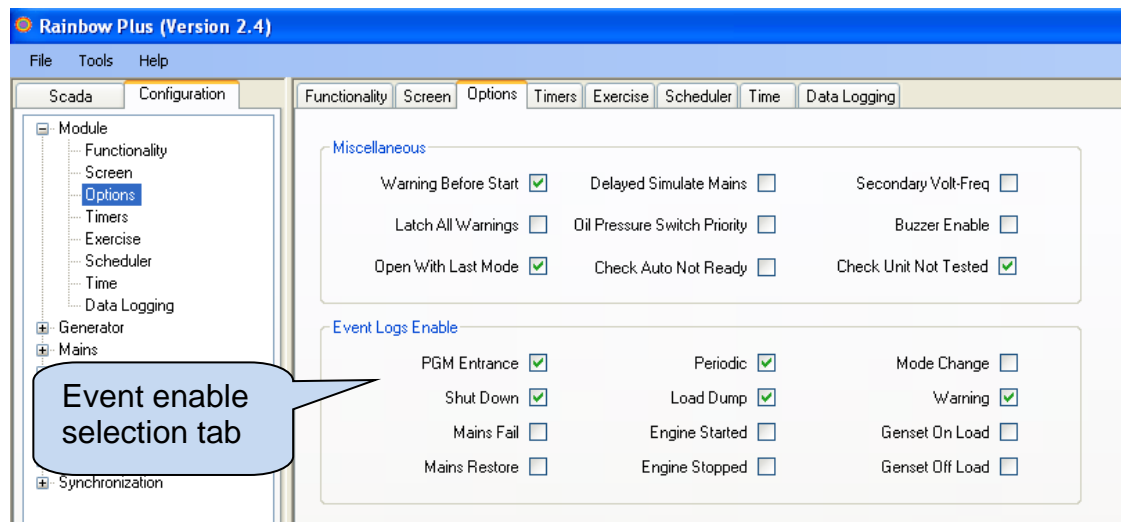 Rainbow Plus (Version 2.4)
File Tools Help
Scada Configuration
Functionality Screen Options Timers Exercise Scheduler Time Data Logging
Module
Functionality
Screen
Options
Timers
Exercise
Scheduler
Time
Data Logging
Generator
Mains
Synchronization
Event enable
selection tab
Miscellaneous
Warning Before Start Delayed Simulate Mains Secondary Volt-Freq
Latch All Warnings Oil Pressure Switch Priority Buzzer Enable
Open With Last Mode Check Auto Not Ready Check Unit Not Tested
Event Logs Enable
PGM Entrance Periodic Mode Change
Shut Down Load Dump Warning
Mains Fail Engine Started Genset On Load
Mains Restore Engine Stopped Genset Off Load